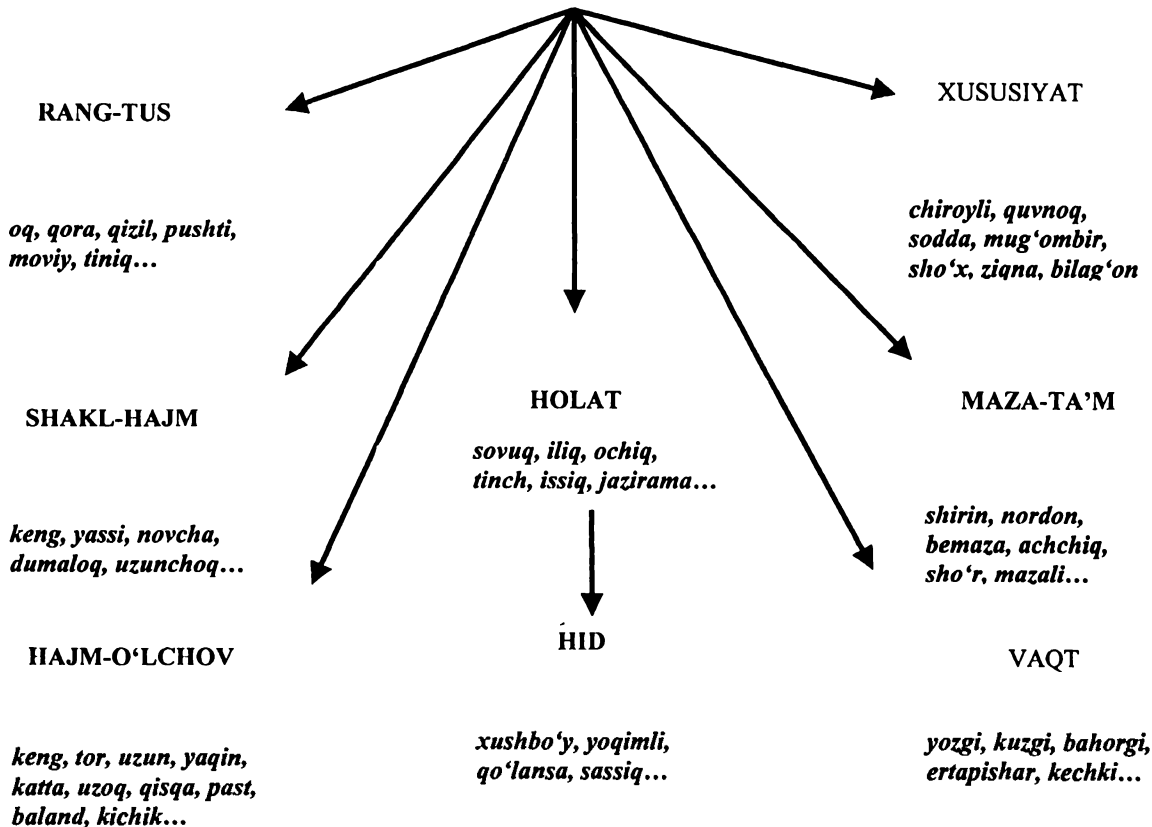 RANG-TUS
XUSUSIYAT
oq, qora, qizil, pushti,
moviy, tiniq...
chiroyli, quvnoq,
sodda, mug‘ombir,
sho‘x, ziqna, bilag‘on
SHAKL-HAJM
HOLAT
MAZA-TA’M
sovuq, iliq, ochiq,
tinch, issiq, jazirama...
keng, yassi, novcha,
dumaloq, uzunchoq...
shirin, nordon,
bemaza, achchiq,
sho‘r, mazali...
HAJM-O‘LCHOV
HID
VAQT
keng, tor, uzun, yaqin,
katta, uzoq, qisqa, past,
baland, kichik...
xushbo‘y, yoqimli,
qo‘lansa, sassiq...
yozgi, kuzgi, bahorgi,
ertapishar, kechki...